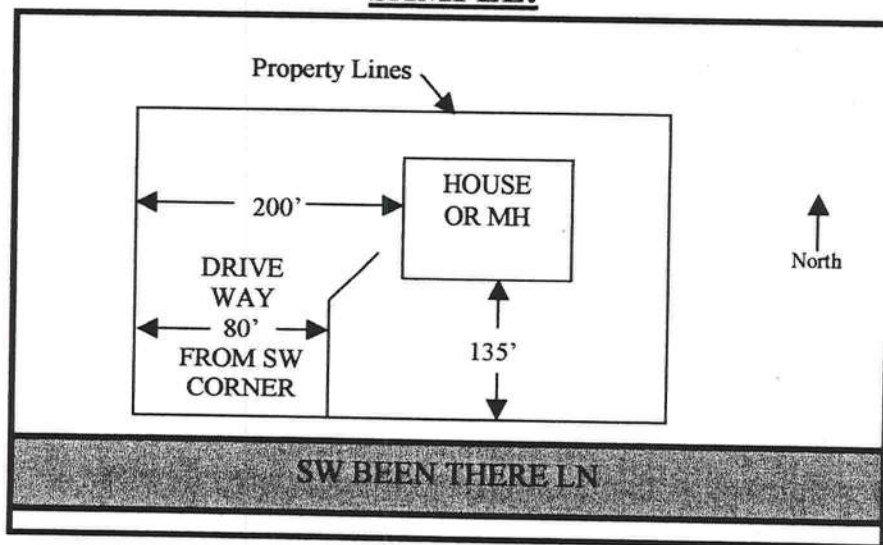 Property Lines
HOUSE
OR MH
200'
North
DRIVE
WAY
80'
FROM SW
CORNER
135'
SW BEEN THERE LN